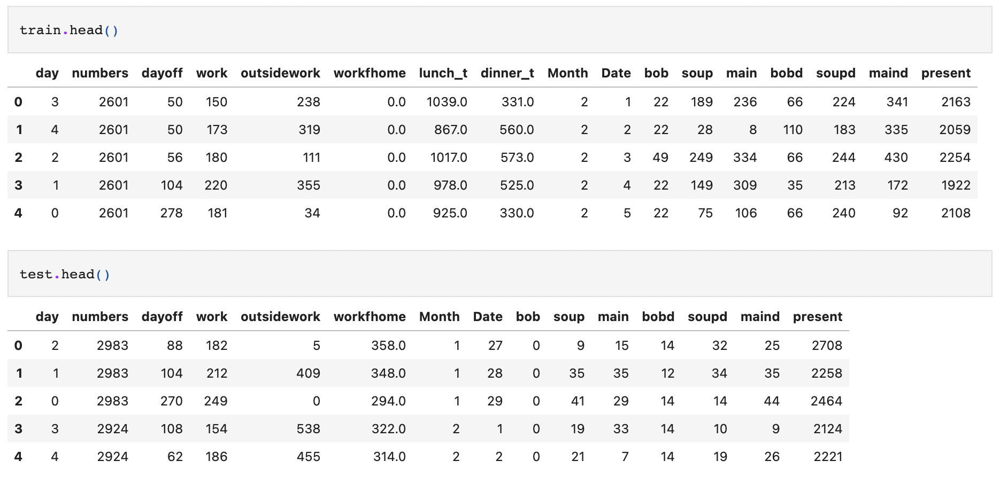 train.head()
day numbers dayoff work outsidework workfhome lunch_t dinner_t Month Date bob soup main bobd soupd maind present
0 3 2601 50 150 238 0.0 1039.0 331.0 2 1 22 189 236 66 224 341 2163
1 4 2601 50 173 319 0.0 867.0 560.0 2 2 22 28 8 110 183 335 2059
2 2 2601 56 180 111 0.0 1017.0 573.0 2 3 49 249 334 66 244 430 2254
3 1 2601 104 220 355 0.0 978.0 525.0 2 4 22 149 309 35 213 172 1922
4 0 2601 278 181 34 0.0 925.0 330.0 2 5 22 75 106 66 240 92 2108
test.head()
day numbers dayoff work outsidework workfhome Month Date bob soup main bobd soupd maind present
0 2 2983 88 182 5 358.0 1 27 0 9 15 14 32 25 2708
1 1 2983 104 212 409 348.0 1 28 0 35 35 12 34 35 2258
2 0 2983 270 249 0 294.0 1 29 0 41 29 14 14 44 2464
3 3 2924 108 154 538 322.0 2 1 0 19 33 14 10 9 2124
4 4 2924 62 186 455 314.0 2 2 0 21 7 14 19 26 2221